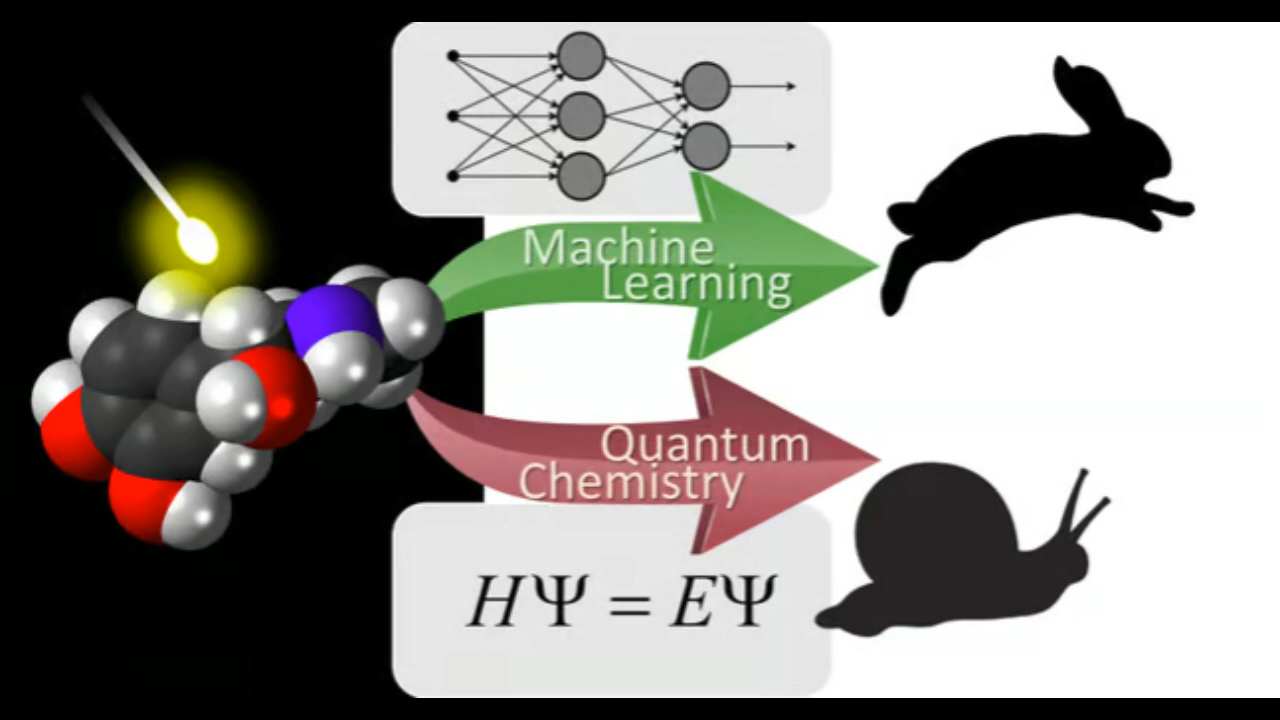 Machine
Learning
Quantum
Chemistry
HΨ = EΨ